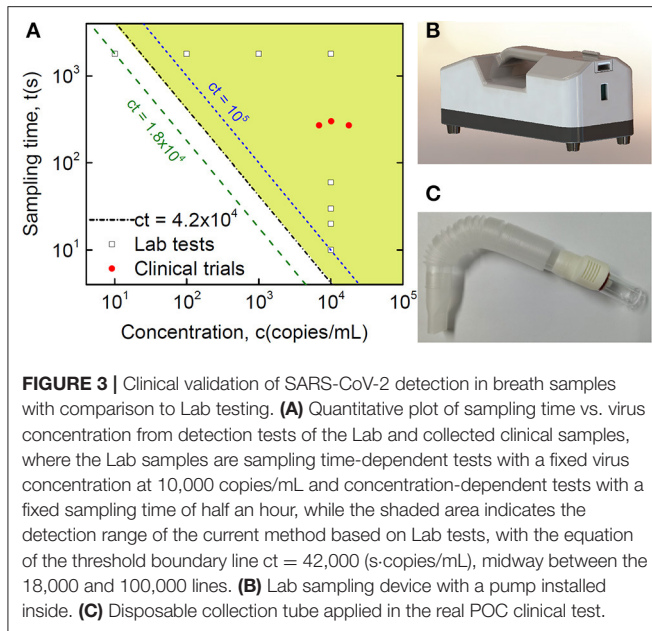 A
B
10³
10²
10¹
Sampling time, t(s)
ct = 10⁵
ct = 1.8x10⁴
ct = 4.2x10⁴
Lab tests
Clinical trials
10¹ 10² 10³ 10⁴ 10⁵
Concentration, c(copies/mL)
C
FIGURE 3 | Clinical validation of SARS-CoV-2 detection in breath samples
with comparison to Lab testing. (A) Quantitative plot of sampling time vs. virus
concentration from detection tests of the Lab and collected clinical samples,
where the Lab samples are sampling time-dependent tests with a fixed virus
concentration at 10,000 copies/mL and concentration-dependent tests with a
fixed sampling time of half an hour, while the shaded area indicates the
detection range of the current method based on Lab tests, with the equation
of the threshold boundary line ct = 42,000 (s·copies/mL), midway between the
18,000 and 100,000 lines. (B) Lab sampling device with a pump installed
inside. (C) Disposable collection tube applied in the real POC clinical test.